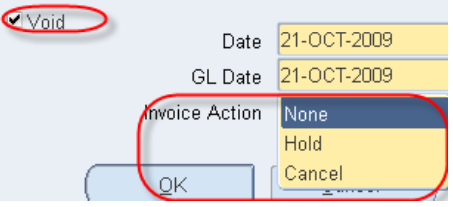 Void
Date 21-OCT-2009
GL Date 21-OCT-2009
Invoice Action None
Hold
Cancel
OK